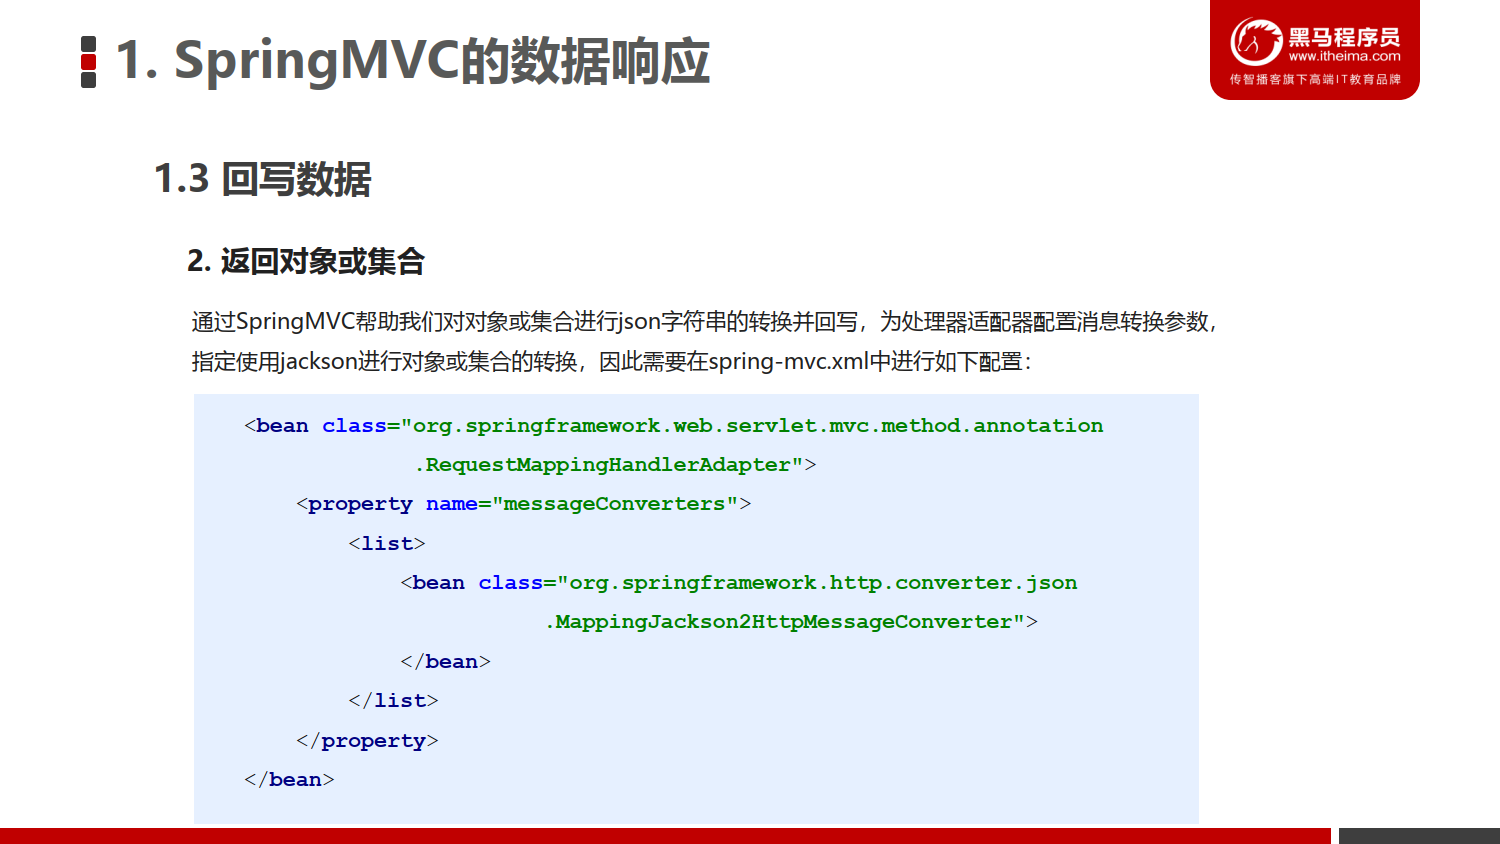 1. SpringMVC的数据响应
黑马程序员
www.itheima.com
传智播客旗下高端IT教育品牌
1.3 回写数据
2. 返回对象或集合
通过SpringMVC帮助我们对对象或集合进行json字符串的转换并回写，为处理器适配器配置消息转换参数，
指定使用jackson进行对象或集合的转换，因此需要在spring-mvc.xml中进行如下配置：
<bean class="org.springframework.web.servlet.mvc.method.annotation
.RequestMappingHandlerAdapter">
<property name="messageConverters">
<list>
<bean class="org.springframework.http.converter.json
.MappingJackson2HttpMessageConverter">
</bean>
</list>
</property>
</bean>